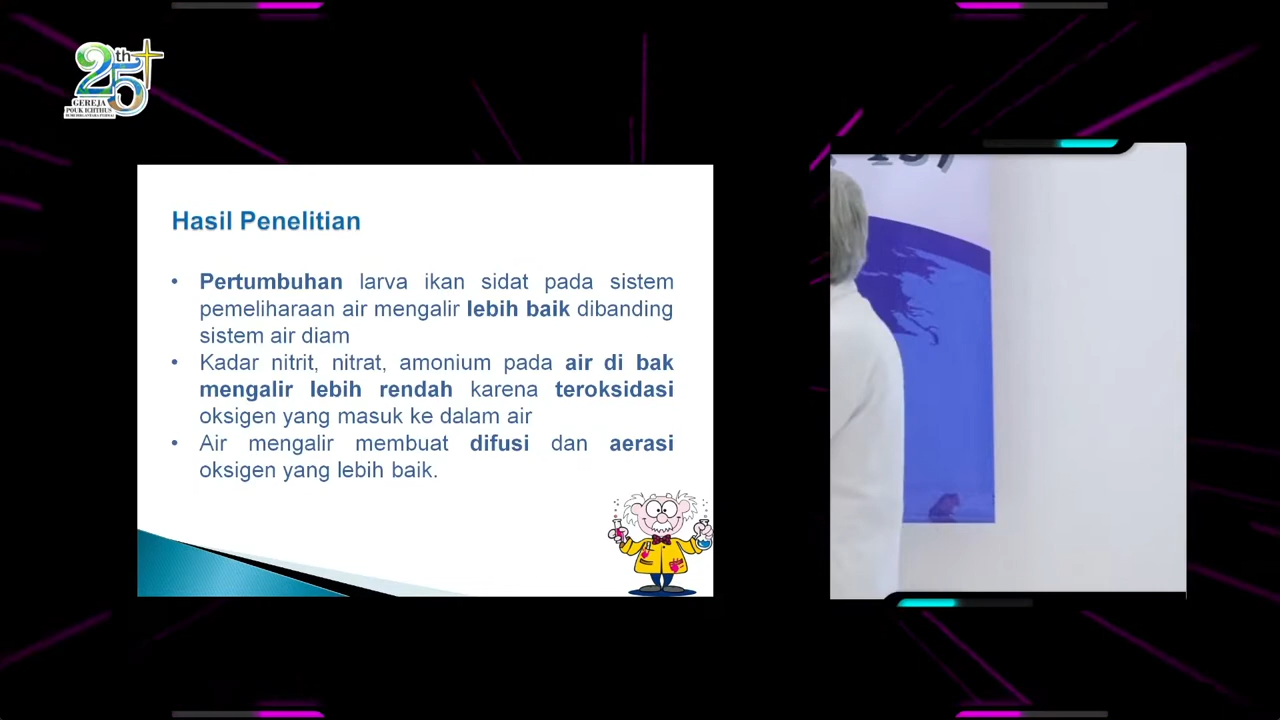 25th
GEREJA
POUK ICHTHUS
Hasil Penelitian
• Pertumbuhan larva ikan sidat pada sistem
pemeliharaan air mengalir lebih baik dibanding
sistem air diam
• Kadar nitrit, nitrat, amonium pada air di bak
mengalir lebih rendah karena teroksidasi
oksigen yang masuk ke dalam air
• Air mengalir membuat difusi dan aerasi
oksigen yang lebih baik.